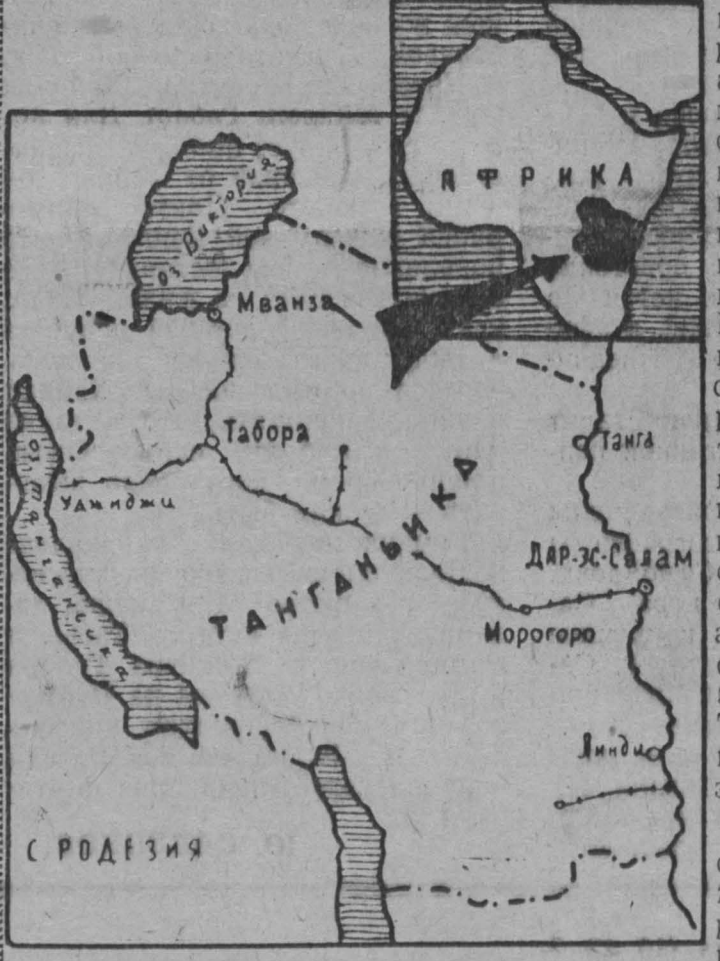 АФРИКА
оз Виктория
Мванза
Табора
Танга
Уджиджи
оз Танганьика
ТАНГАНЬИКА
ДАР-ЭС-САЛАМ
Морогоро
Линди
С РОДЕЗИЯ